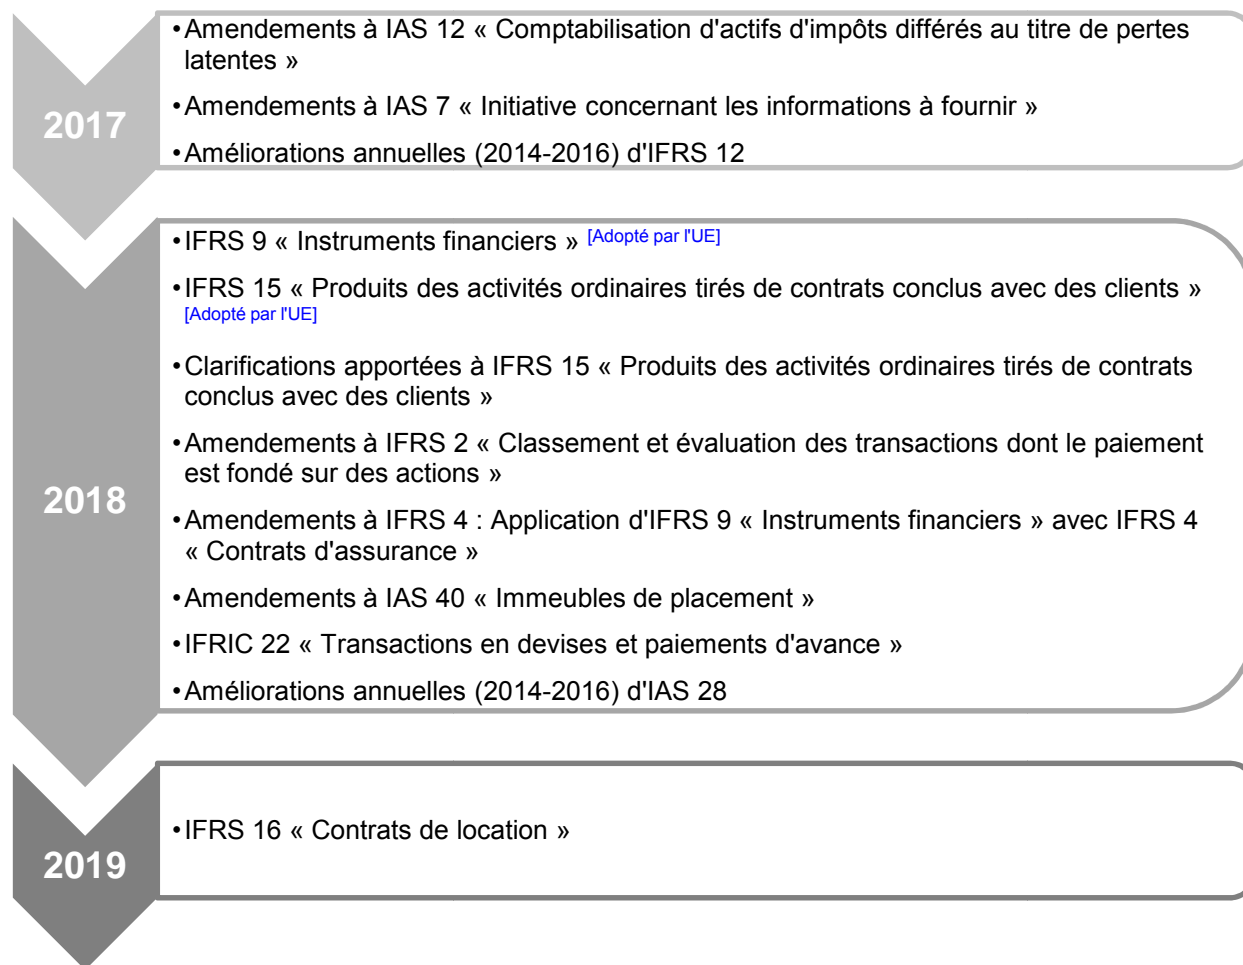 •Amendements à IAS 12 « Comptabilisation d'actifs d'impôts différés au titre de pertes
latentes »
•Amendements à IAS 7 « Initiative concernant les informations à fournir »
•Améliorations annuelles (2014-2016) d'IFRS 12
2017
•IFRS 9 « Instruments financiers » [Adopté par l'UE]
•IFRS 15 « Produits des activités ordinaires tirés de contrats conclus avec des clients »
[Adopté par l'UE]
•Clarifications apportées à IFRS 15 « Produits des activités ordinaires tirés de contrats
conclus avec des clients »
•Amendements à IFRS 2 « Classement et évaluation des transactions dont le paiement
est fondé sur des actions »
2018
•Amendements à IFRS 4 : Application d'IFRS 9 « Instruments financiers » avec IFRS 4
« Contrats d'assurance »
•Amendements à IAS 40 « Immeubles de placement »
•IFRIC 22 « Transactions en devises et paiements d'avance »
•Améliorations annuelles (2014-2016) d'IAS 28
•IFRS 16 « Contrats de location »
2019